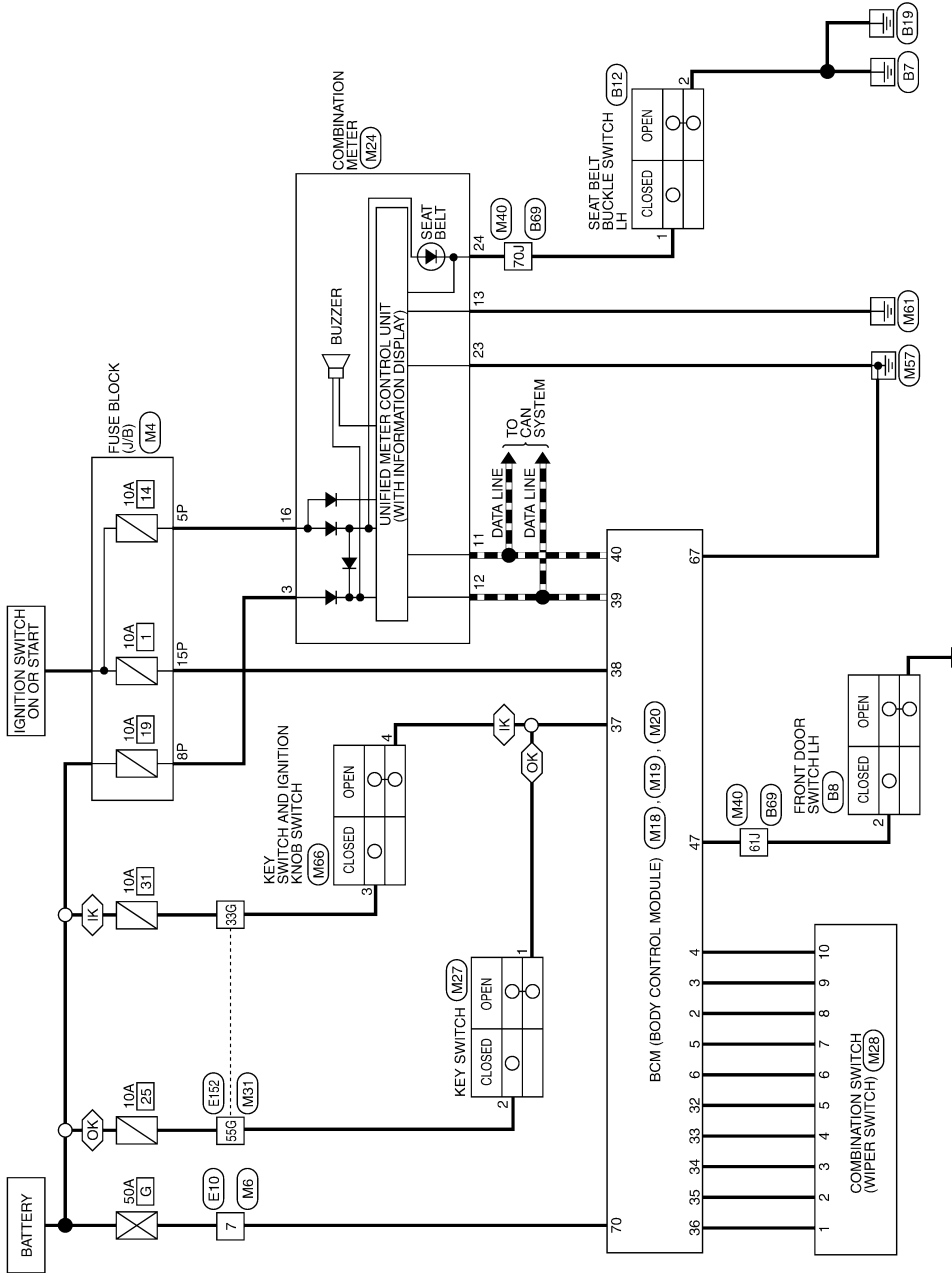 BATTERY
IGNITION SWITCH
ON OR START
50A
G
OK
10A
25
IK
10A
31
10A
19
10A
1
10A
14
FUSE BLOCK
(J/B)
M4
8P
15P
5P
7
E10
M6
55G
E152
M31
33G
KEY
SWITCH AND IGNITION
KNOB SWITCH
M66
CLOSED
OPEN
3
4
IK
OK
KEY SWITCH
M27
CLOSED
OPEN
2
1
COMBINATION
METER
M24
3
16
BUZZER
UNIFIED METER CONTROL UNIT
(WITH INFORMATION DISPLAY)
SEAT
BELT
12
11
23
13
24
DATA LINE
DATA LINE
TO
CAN
SYSTEM
M40
70J
B69
SEAT BELT
BUCKLE SWITCH
LH
B12
CLOSED
OPEN
1
2
M57
M61
B7
B19
70
37
38
39
40
BCM (BODY CONTROL MODULE)
M18 , M19 , M20
36
35
34
33
32
6
5
2
3
4
47
67
1
2
3
4
5
6
7
8
9
10
COMBINATION SWITCH
(WIPER SWITCH)
M28
M40
61J
B69
FRONT DOOR
SWITCH LH
B8
CLOSED
OPEN
2